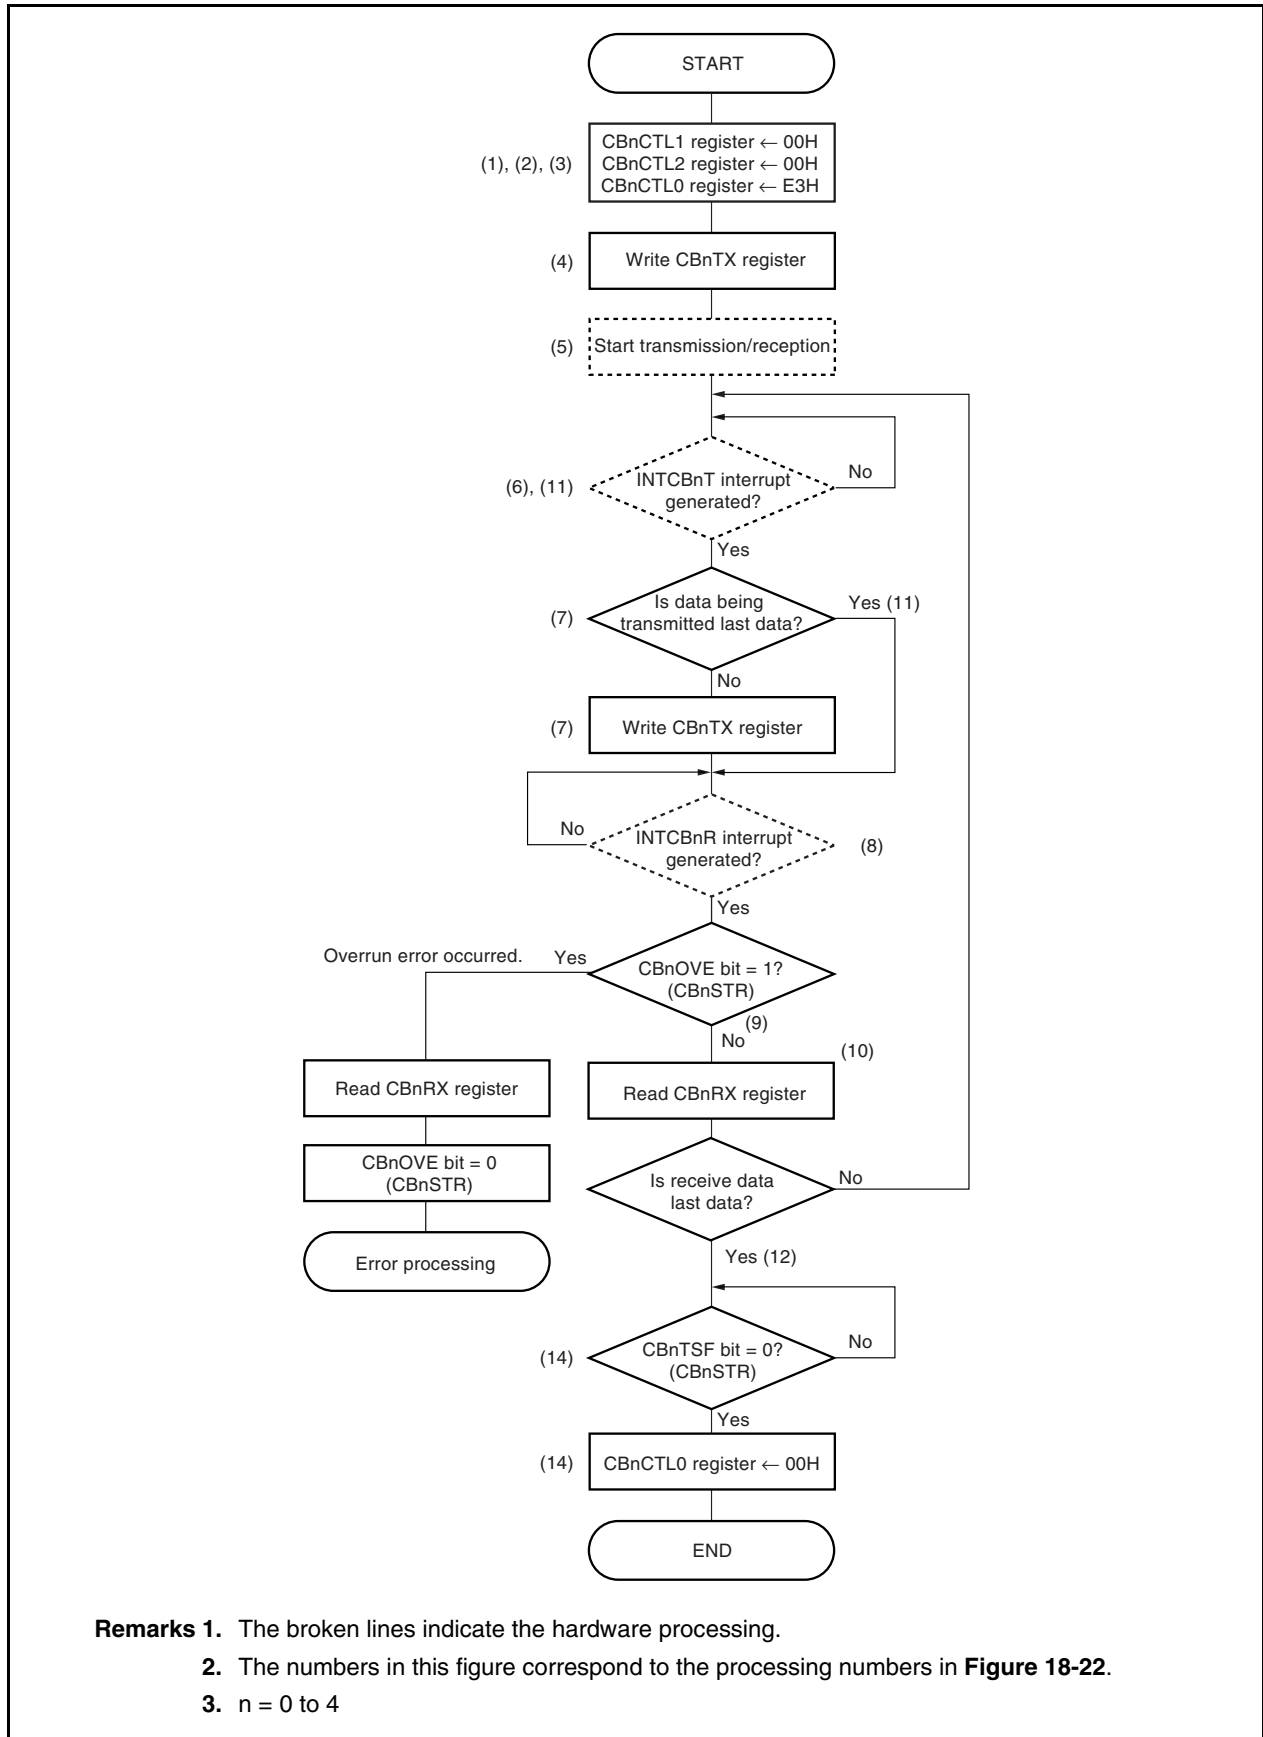 START
CBnCTL1 register ← 00H
CBnCTL2 register ← 00H
CBnCTL0 register ← E3H
(1), (2), (3)
(4)
Write CBnTX register
(5)
Start transmission/reception
(6), (11)
INTCBnT interrupt
generated?
No
Yes
(7)
Is data being
transmitted last data?
Yes (11)
No
(7)
Write CBnTX register
No
INTCBnR interrupt
generated?
(8)
Yes
Overrun error occurred.
Yes
CBnOVE bit = 1?
(CBnSTR)
(9)
No
(10)
Read CBnRX register
Read CBnRX register
CBnOVE bit = 0
(CBnSTR)
Is receive data
last data?
No
Error processing
Yes (12)
(14)
CBnTSF bit = 0?
(CBnSTR)
No
Yes
(14)
CBnCTL0 register ← 00H
END
Remarks 1. The broken lines indicate the hardware processing.
2. The numbers in this figure correspond to the processing numbers in Figure 18-22.
3. n = 0 to 4